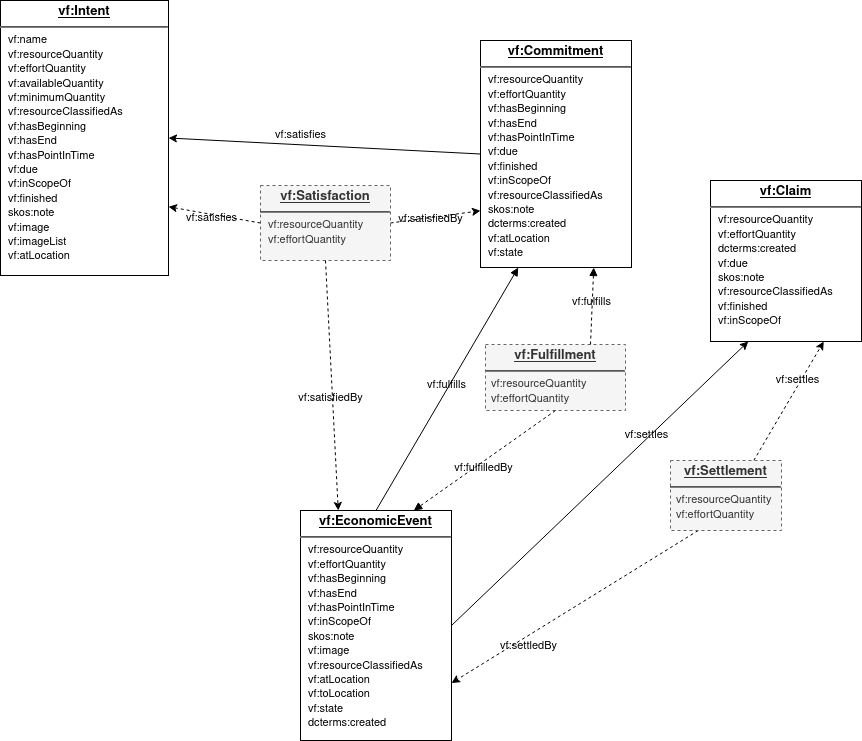 vf:Intent
vf:name
vf:resourceQuantity
vf:effortQuantity
vf:availableQuantity
vf:minimumQuantity
vf:resourceClassifiedAs
vf:hasBeginning
vf:hasEnd
vf:hasPointInTime
vf:due
vf:inScopeOf
vf:finished
skos:note
vf:image
vf:imageList
vf:atLocation
vf:satisfies
vf:Satisfaction
vf:resourceQuantity
vf:effortQuantity
vf:satisfies
vf:satisfiedBy
vf:satisfiedBy
vf:Commitment
vf:resourceQuantity
vf:effortQuantity
vf:hasBeginning
vf:hasEnd
vf:hasPointInTime
vf:due
vf:finished
vf:inScopeOf
vf:resourceClassifiedAs
skos:note
dcterms:created
vf:atLocation
vf:state
vf:Claim
vf:resourceQuantity
vf:effortQuantity
dcterms:created
vf:due
skos:note
vf:resourceClassifiedAs
vf:finished
vf:inScopeOf
vf:fulfills
vf:Fulfillment
vf:resourceQuantity
vf:effortQuantity
vf:fulfills
vf:fulfilledBy
vf:settles
vf:settles
vf:Settlement
vf:resourceQuantity
vf:effortQuantity
vf:settledBy
vf:EconomicEvent
vf:resourceQuantity
vf:effortQuantity
vf:hasBeginning
vf:hasEnd
vf:hasPointInTime
vf:inScopeOf
skos:note
vf:image
vf:resourceClassifiedAs
vf:atLocation
vf:toLocation
vf:state
dcterms:created